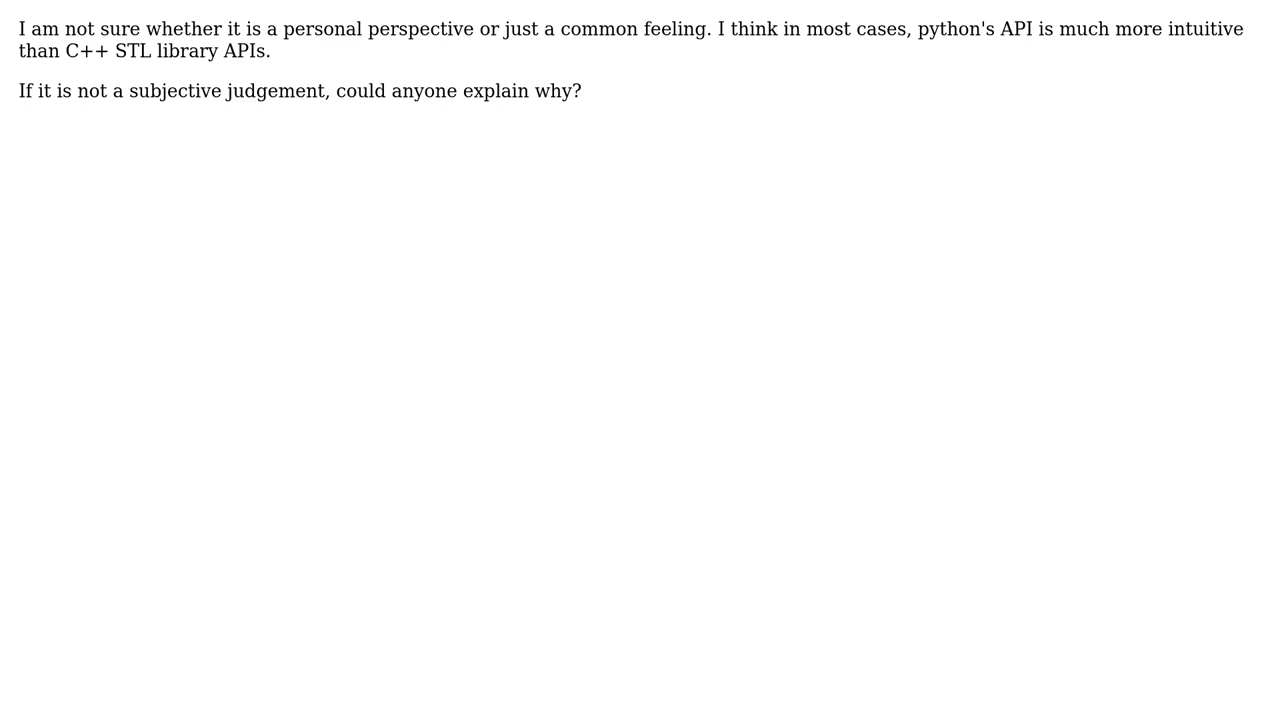 I am not sure whether it is a personal perspective or just a common feeling. I think in most cases, python's API is much more intuitive
than C++ STL library APIs.
If it is not a subjective judgement, could anyone explain why?